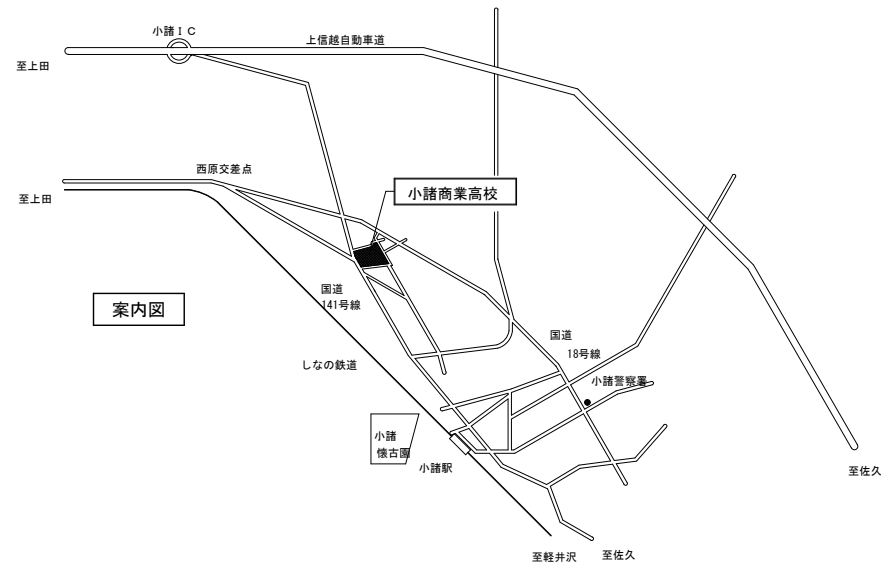 小諸ＩＣ
上信越自動車道
至上田
西原交差点
至上田
小諸商業高校
案内図
国道
141号線
国道
18号線
しなの鉄道
小諸警察署
小諸
懐古園
小諸駅
至佐久
至軽井沢
至佐久